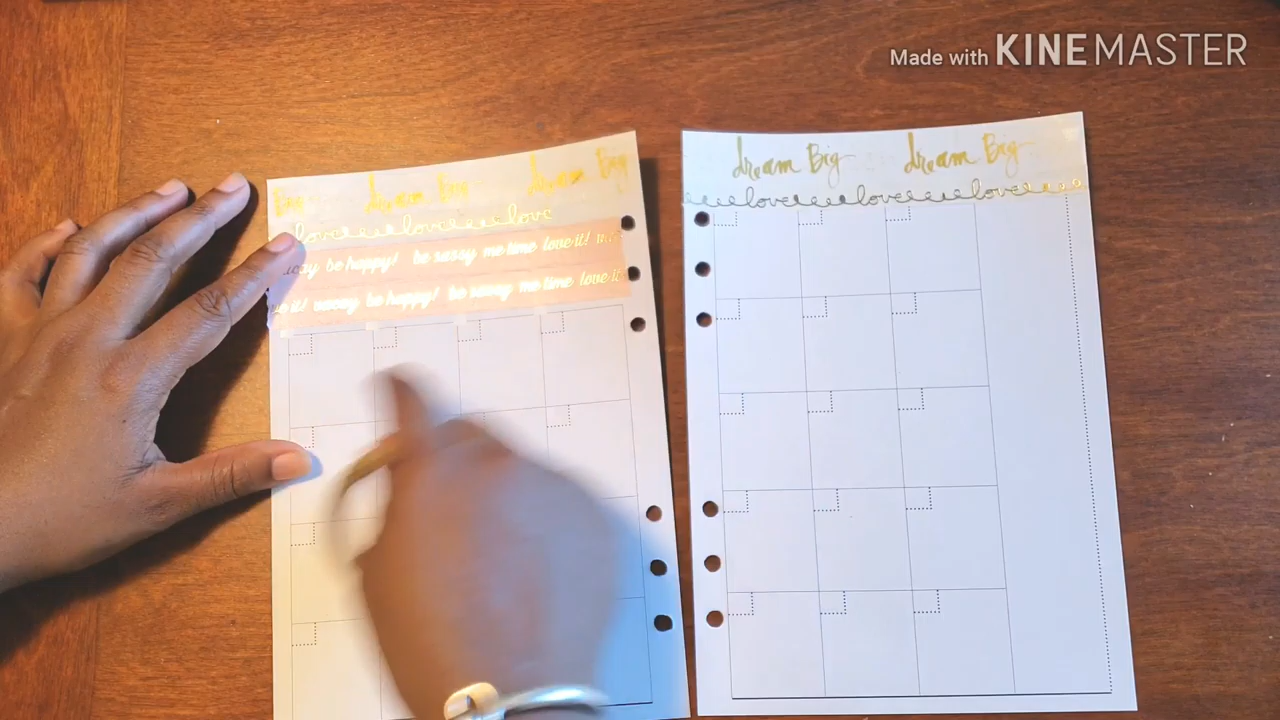 Made with KINEMASTER
Big dream Big dream Big
love love love
be happy! be sassy me time love it!
it! vacay be happy! be sassy me time love it
dream Big dream Big
love love love